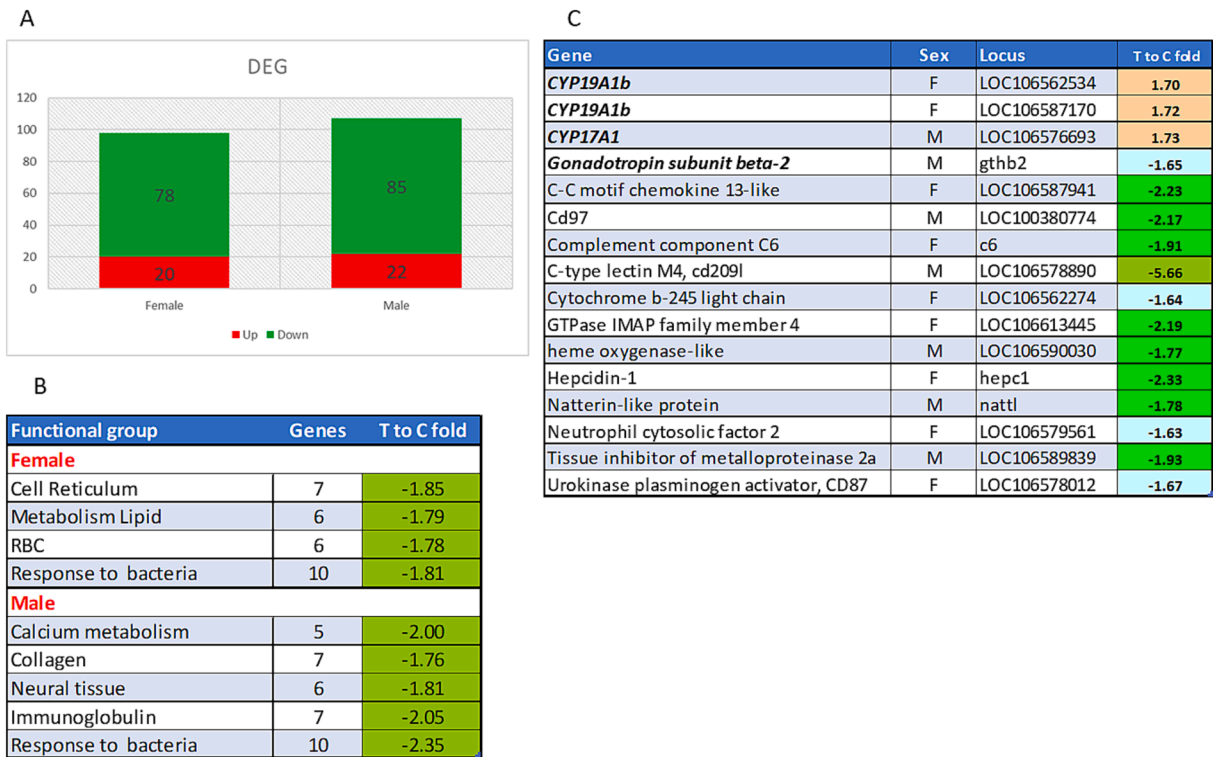 A
DEG
120
100
80
60
40
20
0
78
20
85
22
Female
Male
Up Down
B
Functional group Genes T to C fold
Female
Cell Reticulum 7 -1.85
Metabolism Lipid 6 -1.79
RBC 6 -1.78
Response to bacteria 10 -1.81
Male
Calcium metabolism 5 -2.00
Collagen 7 -1.76
Neural tissue 6 -1.81
Immunoglobulin 7 -2.05
Response to bacteria 10 -2.35
C
Gene Sex Locus T to C fold
CYP19A1b F LOC106562534 1.70
CYP19A1b F LOC106587170 1.72
CYP17A1 M LOC106576693 1.73
Gonadotropin subunit beta-2 M gthb2 -1.65
C-C motif chemokine 13-like F LOC106587941 -2.23
Cd97 M LOC100380774 -2.17
Complement component C6 F c6 -1.91
C-type lectin M4, cd209l M LOC106578890 -5.66
Cytochrome b-245 light chain F LOC106562274 -1.64
GTPase IMAP family member 4 F LOC106613445 -2.19
heme oxygenase-like M LOC106590030 -1.77
Hepcidin-1 F hepc1 -2.33
Natterin-like protein M nattl -1.78
Neutrophil cytosolic factor 2 F LOC106579561 -1.63
Tissue inhibitor of metalloproteinase 2a M LOC106589839 -1.93
Urokinase plasminogen activator, CD87 F LOC106578012 -1.67